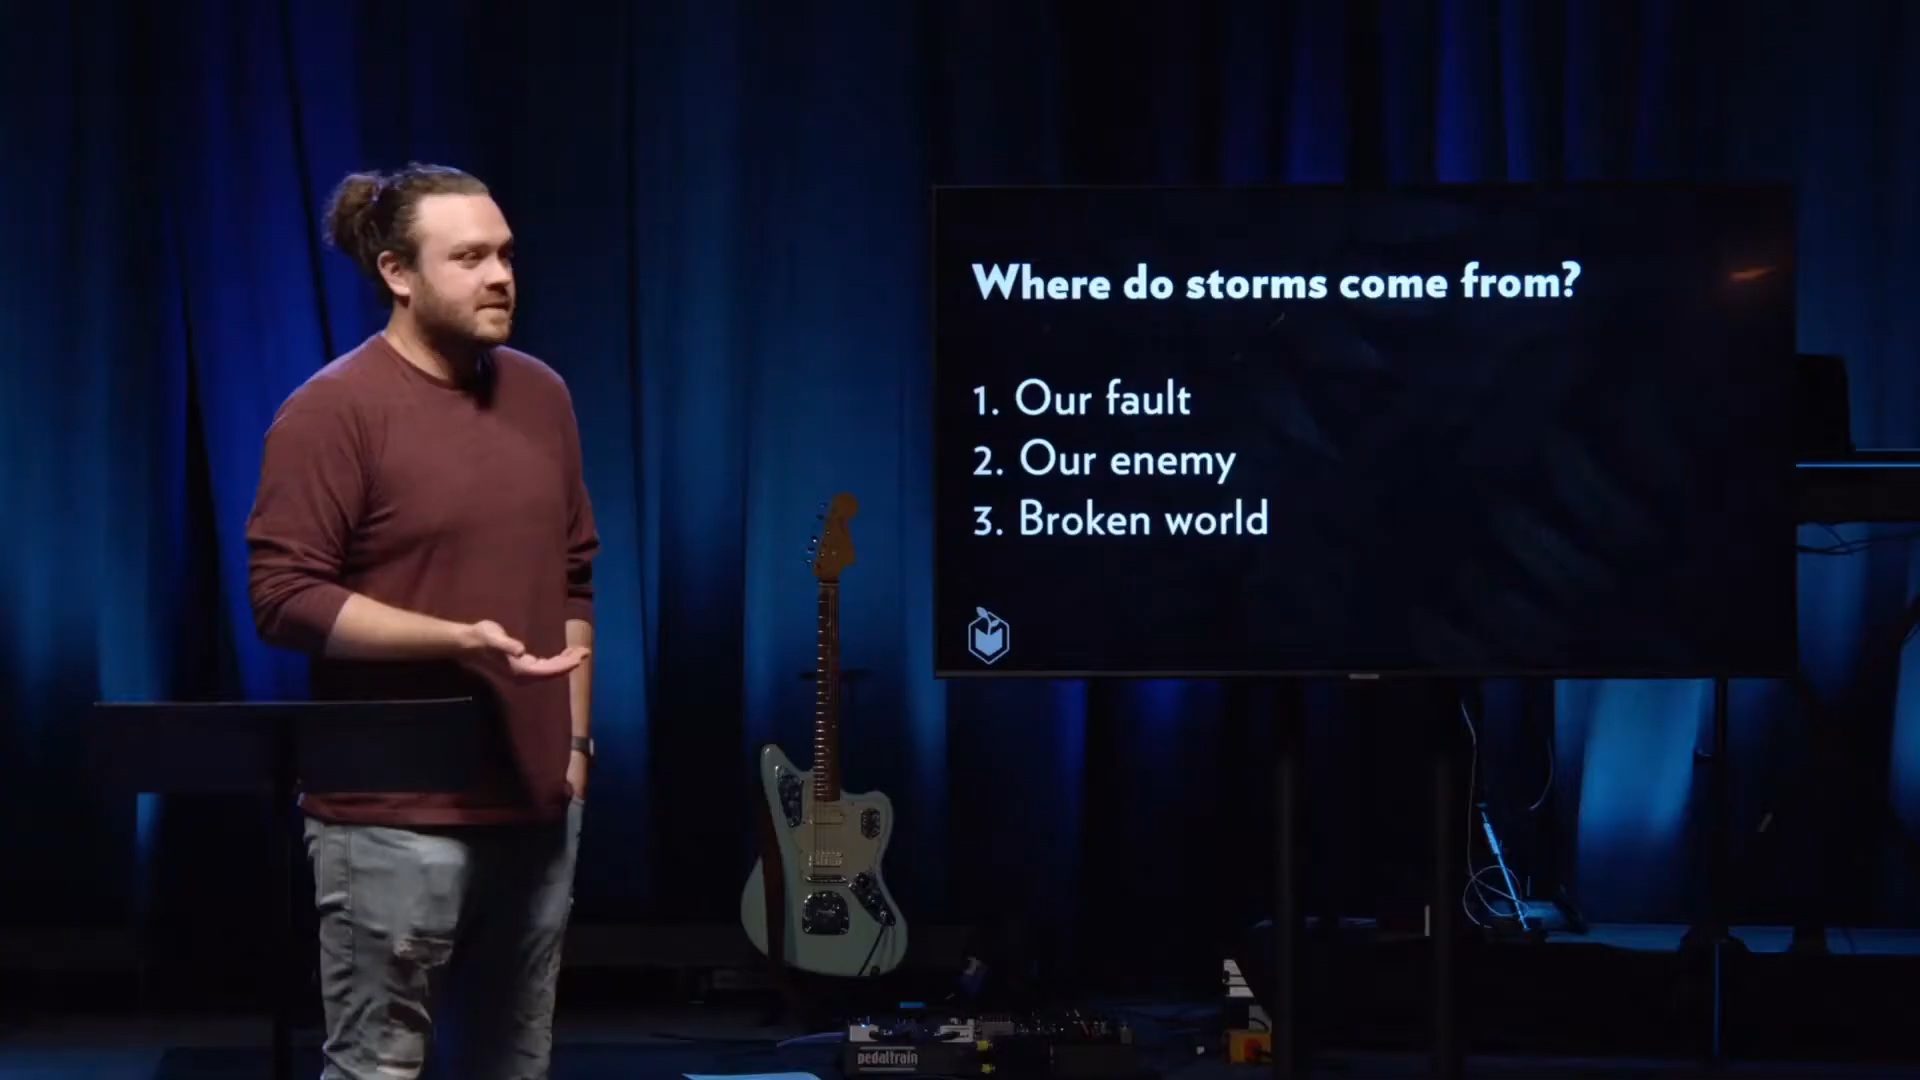 Where do storms come from?
1. Our fault
2. Our enemy
3. Broken world
pedaltrain